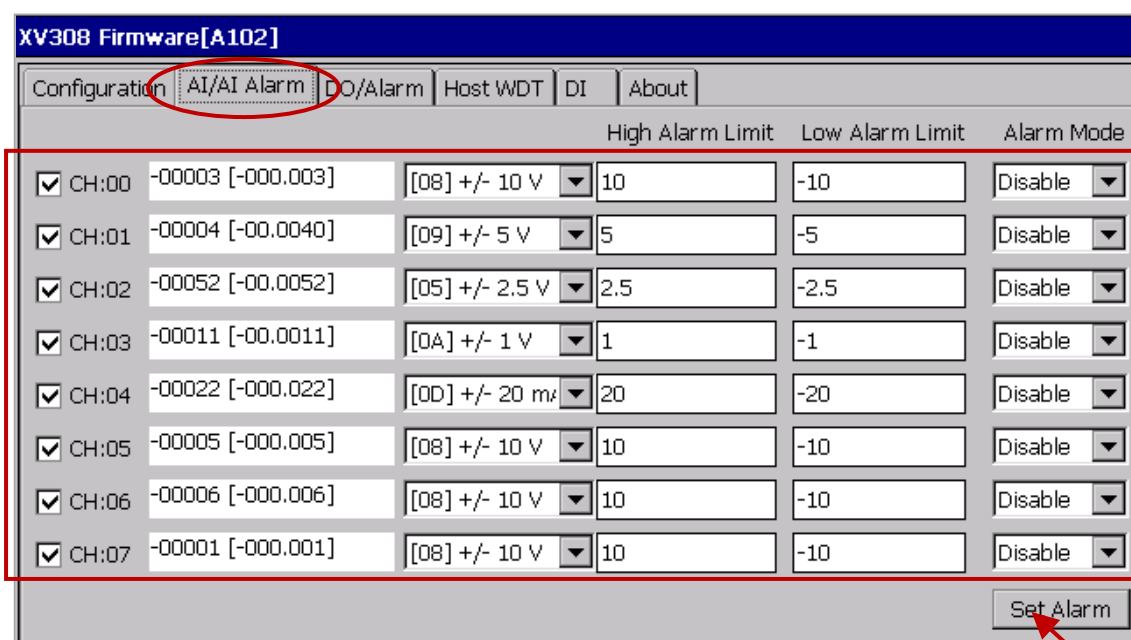 XV308 Firmware[A102]
Configuration AI/AI Alarm DO/Alarm Host WDT DI About
High Alarm Limit Low Alarm Limit Alarm Mode
CH:00 -00003 [-000.003] [08] +/- 10 V 10 -10 Disable
CH:01 -00004 [-00.0040] [09] +/- 5 V 5 -5 Disable
CH:02 -00052 [-00.0052] [05] +/- 2.5 V 2.5 -2.5 Disable
CH:03 -00011 [-00.0011] [0A] +/- 1 V 1 -1 Disable
CH:04 -00022 [-000.022] [0D] +/- 20 m 20 -20 Disable
CH:05 -00005 [-000.005] [08] +/- 10 V 10 -10 Disable
CH:06 -00006 [-000.006] [08] +/- 10 V 10 -10 Disable
CH:07 -00001 [-000.001] [08] +/- 10 V 10 -10 Disable
Set Alarm